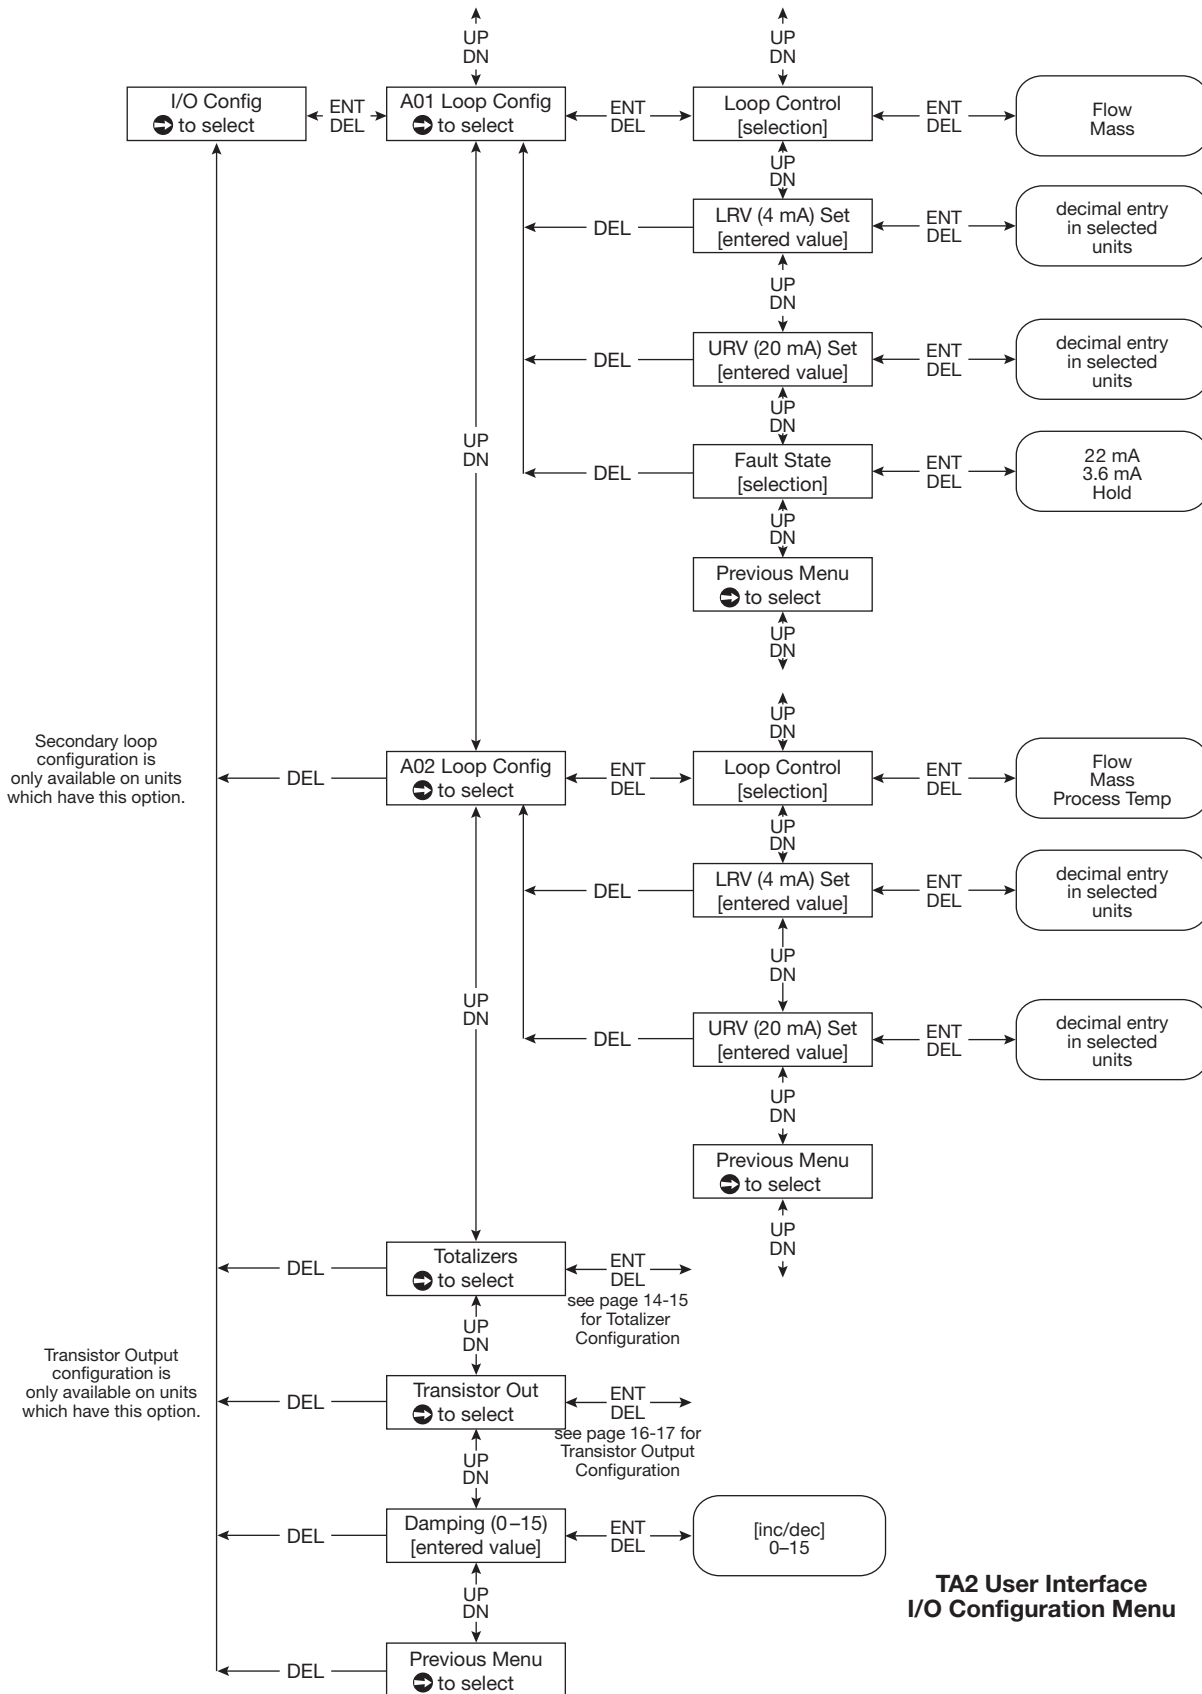 UP
DN
UP
DN
I/O Config
to select
ENT
DEL
A01 Loop Config
to select
ENT
DEL
Loop Control
[selection]
ENT
DEL
Flow
Mass
UP
DN
DEL
LRV (4 mA) Set
[entered value]
ENT
DEL
decimal entry
in selected
units
UP
DN
DEL
URV (20 mA) Set
[entered value]
ENT
DEL
decimal entry
in selected
units
UP
DN
UP
DN
DEL
Fault State
[selection]
ENT
DEL
22 mA
3.6 mA
Hold
UP
DN
Previous Menu
to select
UP
DN
UP
DN
Secondary loop
configuration is
only available on units
which have this option.
DEL
A02 Loop Config
to select
ENT
DEL
Loop Control
[selection]
ENT
DEL
Flow
Mass
Process Temp
UP
DN
DEL
LRV (4 mA) Set
[entered value]
ENT
DEL
decimal entry
in selected
units
UP
DN
UP
DN
DEL
URV (20 mA) Set
[entered value]
ENT
DEL
decimal entry
in selected
units
UP
DN
Previous Menu
to select
UP
DN
DEL
Totalizers
to select
ENT
DEL
see page 14-15
for Totalizer
Configuration
UP
DN
Transistor Output
configuration is
only available on units
which have this option.
DEL
Transistor Out
to select
ENT
DEL
see page 16-17 for
Transistor Output
Configuration
UP
DN
DEL
Damping (0–15)
[entered value]
ENT
DEL
[inc/dec]
0–15
UP
DN
DEL
Previous Menu
to select
TA2 User Interface
I/O Configuration Menu